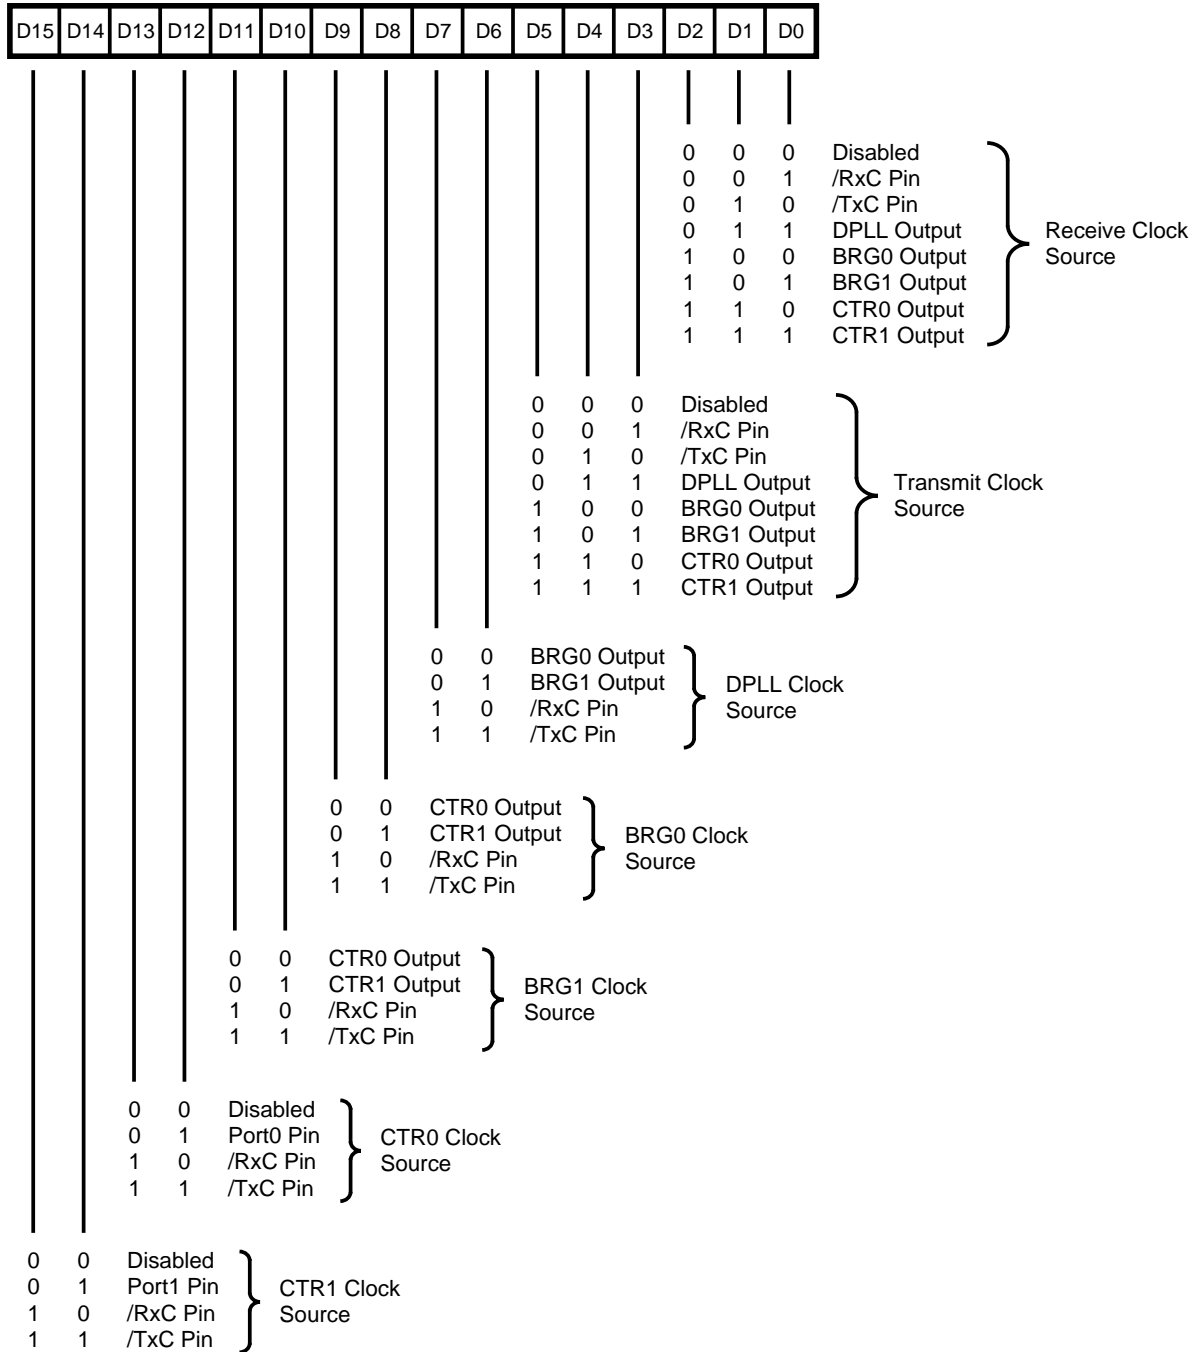 D15 D14 D13 D12 D11 D10 D9 D8 D7 D6 D5 D4 D3 D2 D1 D0
0 0 0 Disabled
0 0 1 /RxC Pin
0 1 0 /TxC Pin
0 1 1 DPLL Output
1 0 0 BRG0 Output
1 0 1 BRG1 Output
1 1 0 CTR0 Output
1 1 1 CTR1 Output
Receive Clock
Source
0 0 0 Disabled
0 0 1 /RxC Pin
0 1 0 /TxC Pin
0 1 1 DPLL Output
1 0 0 BRG0 Output
1 0 1 BRG1 Output
1 1 0 CTR0 Output
1 1 1 CTR1 Output
Transmit Clock
Source
0 0 BRG0 Output
0 1 BRG1 Output
1 0 /RxC Pin
1 1 /TxC Pin
DPLL Clock
Source
0 0 CTR0 Output
0 1 CTR1 Output
1 0 /RxC Pin
1 1 /TxC Pin
BRG0 Clock
Source
0 0 CTR0 Output
0 1 CTR1 Output
1 0 /RxC Pin
1 1 /TxC Pin
BRG1 Clock
Source
0 0 Disabled
0 1 Port0 Pin
1 0 /RxC Pin
1 1 /TxC Pin
CTR0 Clock
Source
0 0 Disabled
0 1 Port1 Pin
1 0 /RxC Pin
1 1 /TxC Pin
CTR1 Clock
Source